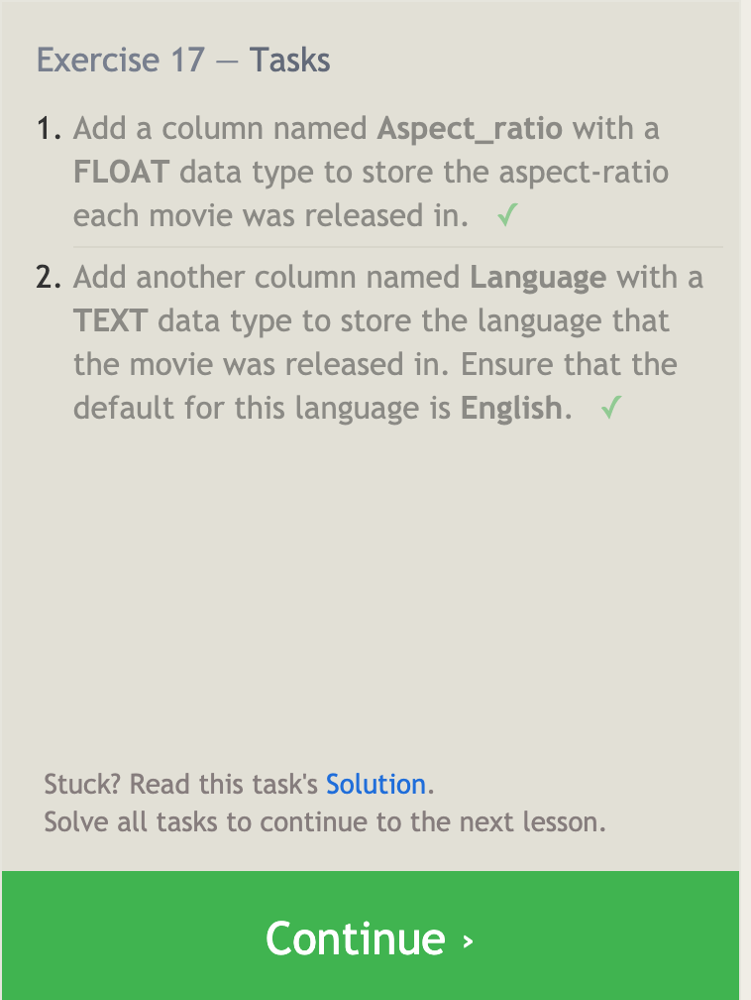 Exercise 17 — Tasks
1. Add a column named Aspect_ratio with a
FLOAT data type to store the aspect-ratio
each movie was released in. ✓
2. Add another column named Language with a
TEXT data type to store the language that
the movie was released in. Ensure that the
default for this language is English. ✓
Stuck? Read this task's Solution.
Solve all tasks to continue to the next lesson.
Continue ›